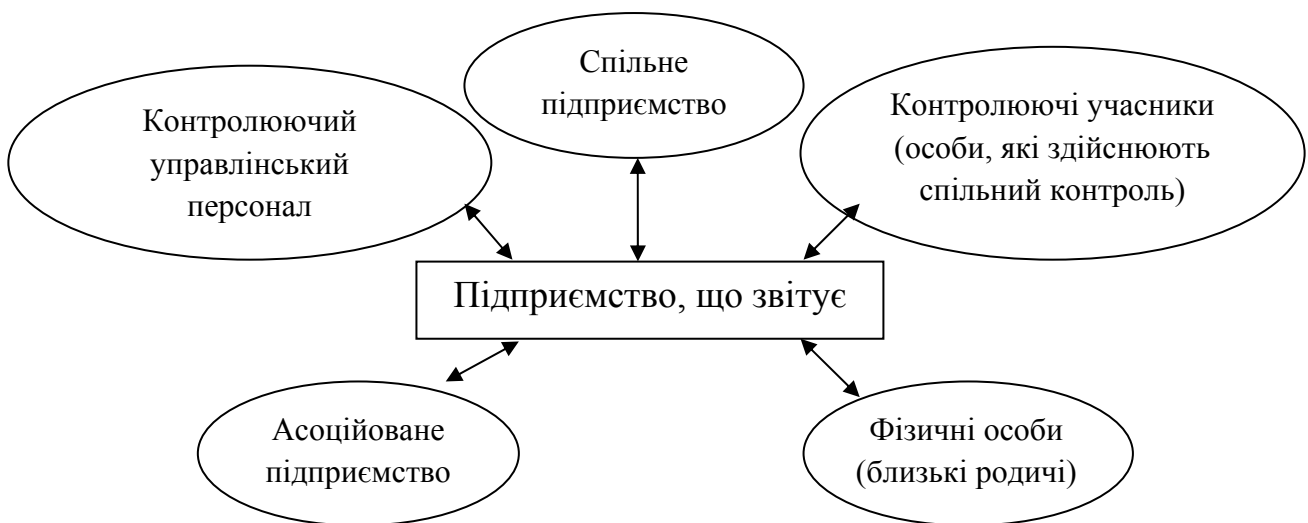 Спільне
підприємство
Контролюючий
управлінський
персонал
Контролюючі учасники
(особи, які здійснюють
спільний контроль)
Підприємство, що звітує
Асоційоване
підприємство
Фізичні особи
(близькі родичі)